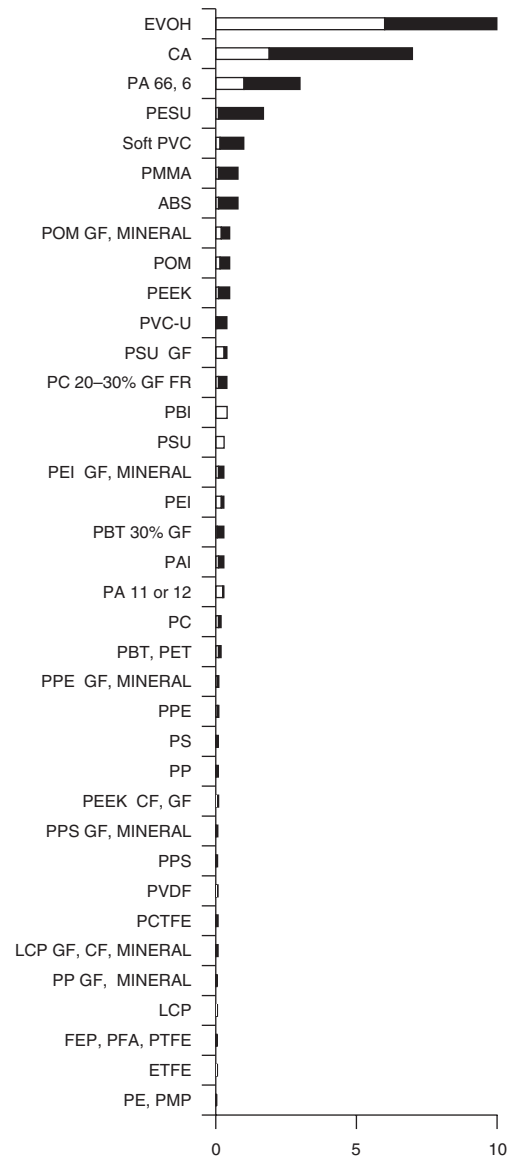 EVOH
CA
PA 66, 6
PESU
Soft PVC
PMMA
ABS
POM GF, MINERAL
POM
PEEK
PVC-U
PSU GF
PC 20–30% GF FR
PBI
PSU
PEI GF, MINERAL
PEI
PBT 30% GF
PAI
PA 11 or 12
PC
PBT, PET
PPE GF, MINERAL
PPE
PS
PP
PEEK CF, GF
PPS GF, MINERAL
PPS
PVDF
PCTFE
LCP GF, CF, MINERAL
PP GF, MINERAL
LCP
FEP, PFA, PTFE
ETFE
PE, PMP
0 5 10